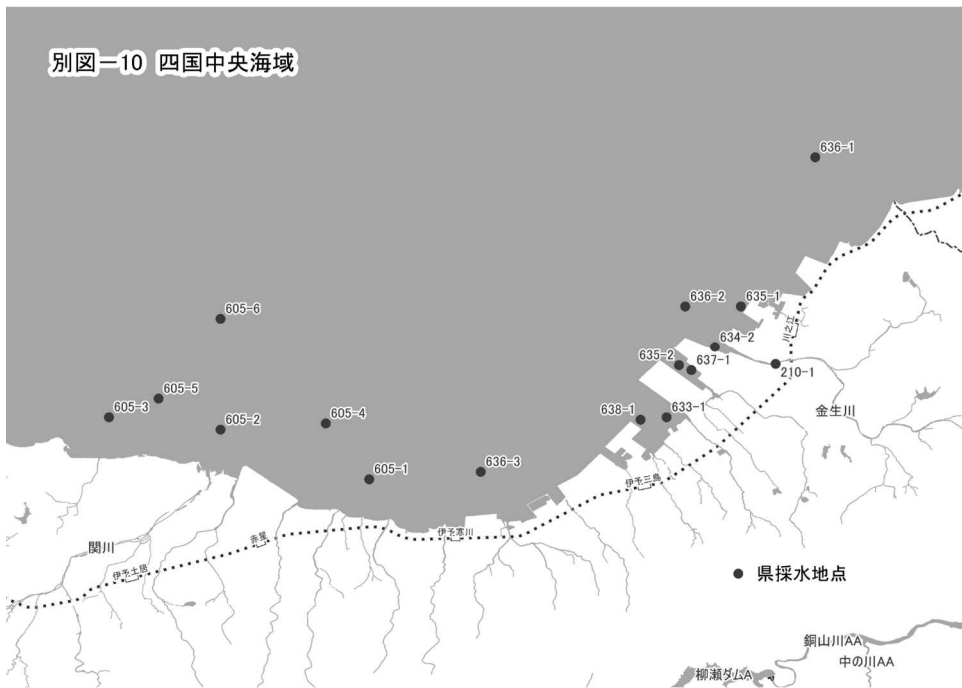 別図－10 四国中央海域
636-1
605-6
636-2
635-1
634-2
635-2
637-1
210-1
川之江
605-5
605-3
605-2
605-4
638-1
633-1
金生川
605-1
636-3
伊予三島
伊予寒川
赤星
関川
伊予土居
県採水地点
銅山川AA
中の川AA
柳瀬ダムA